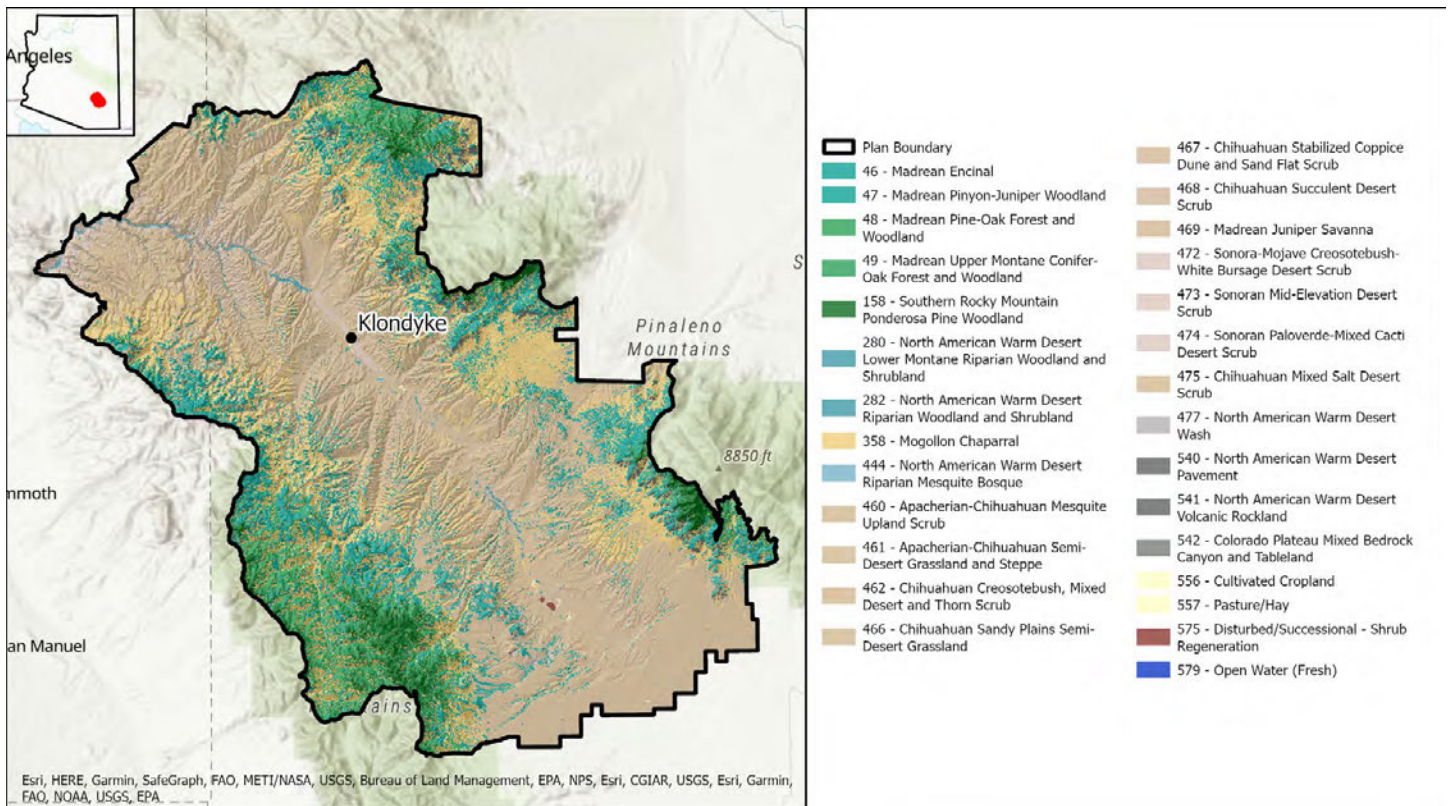 Angeles
Klondyke
Pinaleno
Mountains
S
8850 ft
mmoth
an Manuel
ains
Esri, HERE, Garmin, SafeGraph, FAO, METI/NASA, USGS, Bureau of Land Management, EPA, NPS, Esri, CGIAR, USGS, Esri, Garmin,
FAO, NOAA, USGS, EPA
Plan Boundary
46 - Madrean Encinal
47 - Madrean Pinyon-Juniper Woodland
48 - Madrean Pine-Oak Forest and
Woodland
49 - Madrean Upper Montane Conifer-
Oak Forest and Woodland
158 - Southern Rocky Mountain
Ponderosa Pine Woodland
280 - North American Warm Desert
Lower Montane Riparian Woodland and
Shrubland
282 - North American Warm Desert
Riparian Woodland and Shrubland
358 - Mogollon Chaparral
444 - North American Warm Desert
Riparian Mesquite Bosque
460 - Apacherian-Chihuahuan Mesquite
Upland Scrub
461 - Apacherian-Chihuahuan Semi-
Desert Grassland and Steppe
462 - Chihuahuan Creosotebush, Mixed
Desert and Thorn Scrub
466 - Chihuahuan Sandy Plains Semi-
Desert Grassland
467 - Chihuahuan Stabilized Coppice
Dune and Sand Flat Scrub
468 - Chihuahuan Succulent Desert
Scrub
469 - Madrean Juniper Savanna
472 - Sonora-Mojave Creosotebush-
White Bursage Desert Scrub
473 - Sonoran Mid-Elevation Desert
Scrub
474 - Sonoran Paloverde-Mixed Cacti
Desert Scrub
475 - Chihuahuan Mixed Salt Desert
Scrub
477 - North American Warm Desert
Wash
540 - North American Warm Desert
Pavement
541 - North American Warm Desert
Volcanic Rockland
542 - Colorado Plateau Mixed Bedrock
Canyon and Tableland
556 - Cultivated Cropland
557 - Pasture/Hay
575 - Disturbed/Successional - Shrub
Regeneration
579 - Open Water (Fresh)